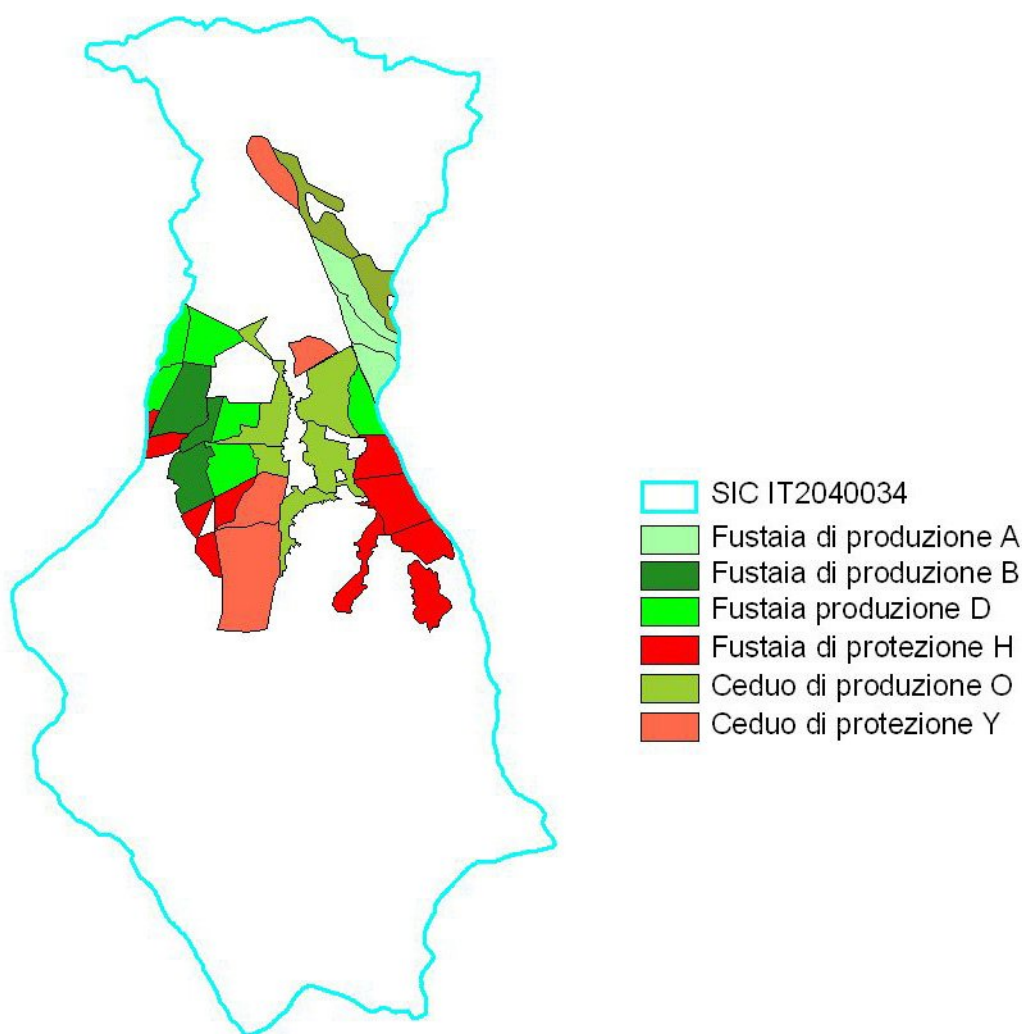 SIC IT2040034
Fustaia di produzione A
Fustaia di produzione B
Fustaia produzione D
Fustaia di protezione H
Ceduo di produzione O
Ceduo di protezione Y